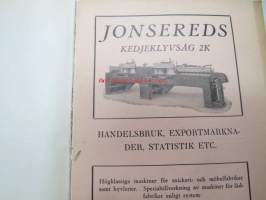 JONSEREDS
KEDJEKLYVSÅG 2K
HANDELSBRUK, EXPORTMARKNA-
DER, STATISTIK ETC.
Högklassiga maskiner för snickeri- och möbelfabriker
samt hyvlerier. Specialtillverkning av maskiner för låd-
fabriker enligt system